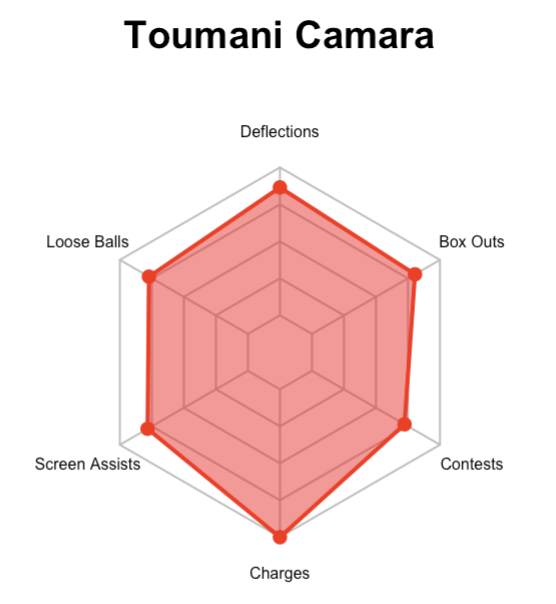 Toumani Camara
Deflections
Loose Balls
Box Outs
Screen Assists
Contests
Charges